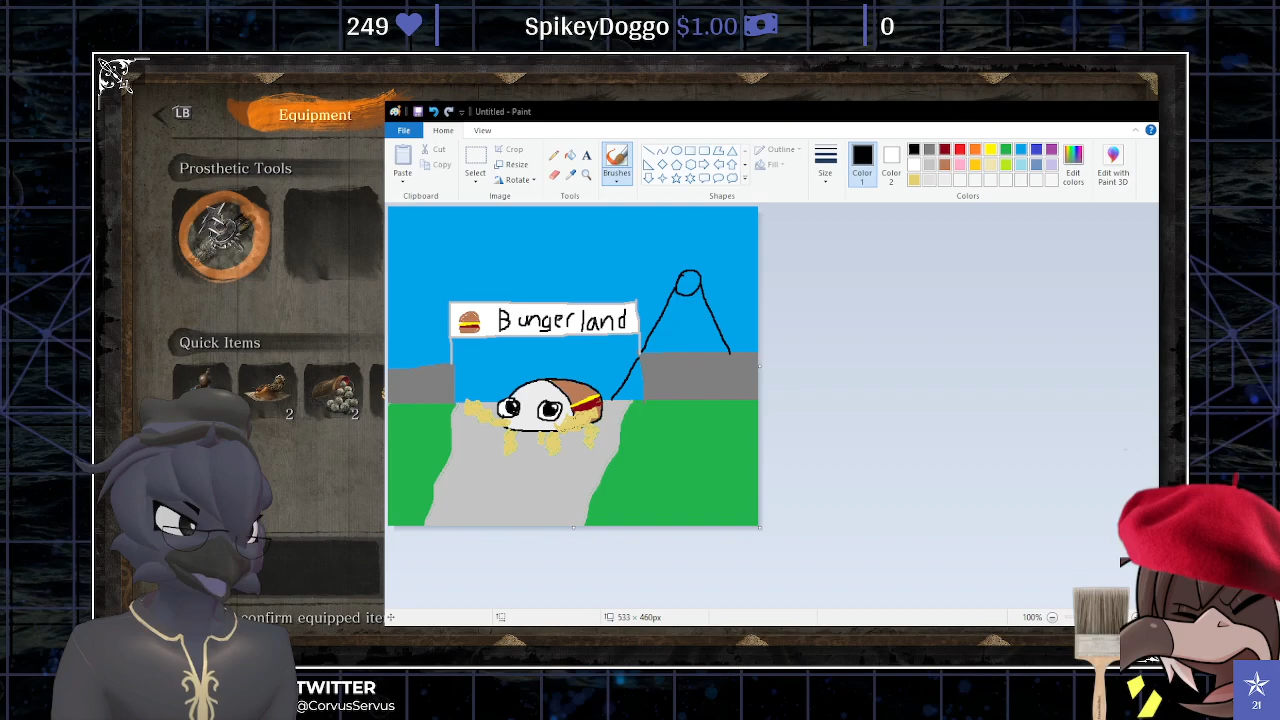 249 SpikeyDoggo $1.00 0
LB Equipment
Untitled - Paint
File Home View
Prosthetic Tools
Paste
Cut
Copy
Clipboard
Select
Crop
Resize
Rotate
Image
A
Tools
Brushes
Outline
Fill
Shapes
Size
Color 1
Color 2
Edit colors
Colors
Edit with Paint 3D
Bungerland
Quick Items
2 2
onfirm equipped ite
533 × 460px
100%
TWITTER
@CorvusServus
21